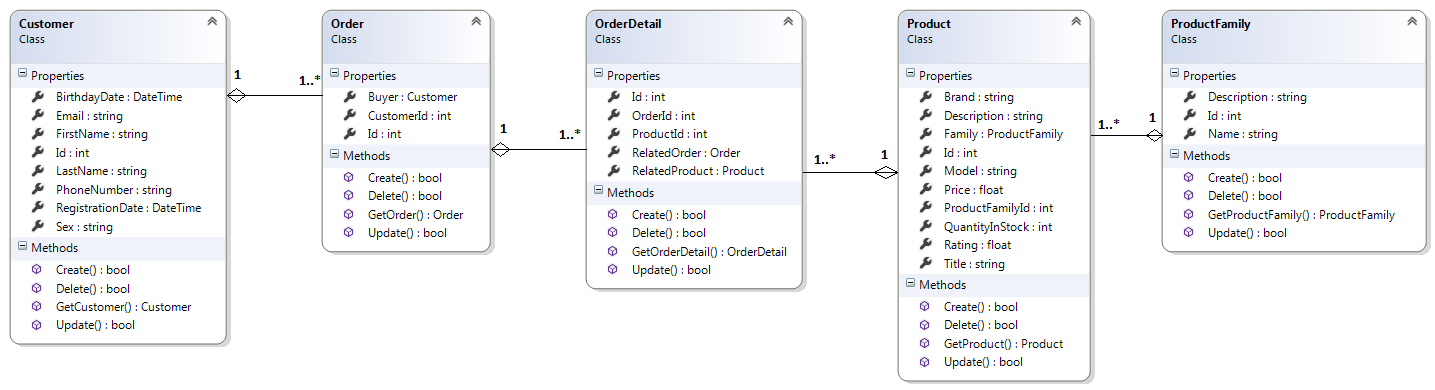 Customer
Class
Properties
BirthdayDate : DateTime
Email : string
FirstName : string
Id : int
LastName : string
PhoneNumber : string
RegistrationDate : DateTime
Sex : string
Methods
Create() : bool
Delete() : bool
GetCustomer() : Customer
Update() : bool
1
1..*
Order
Class
Properties
Buyer : Customer
CustomerId : int
Id : int
Methods
Create() : bool
Delete() : bool
GetOrder() : Order
Update() : bool
1
1..*
OrderDetail
Class
Properties
Id : int
OrderId : int
ProductId : int
RelatedOrder : Order
RelatedProduct : Product
Methods
Create() : bool
Delete() : bool
GetOrderDetail() : OrderDetail
Update() : bool
1..*
1
Product
Class
Properties
Brand : string
Description : string
Family : ProductFamily
Id : int
Model : string
Price : float
ProductFamilyId : int
QuantityInStock : int
Rating : float
Title : string
Methods
Create() : bool
Delete() : bool
GetProduct() : Product
Update() : bool
1..*
1
ProductFamily
Class
Properties
Description : string
Id : int
Name : string
Methods
Create() : bool
Delete() : bool
GetProductFamily() : ProductFamily
Update() : bool